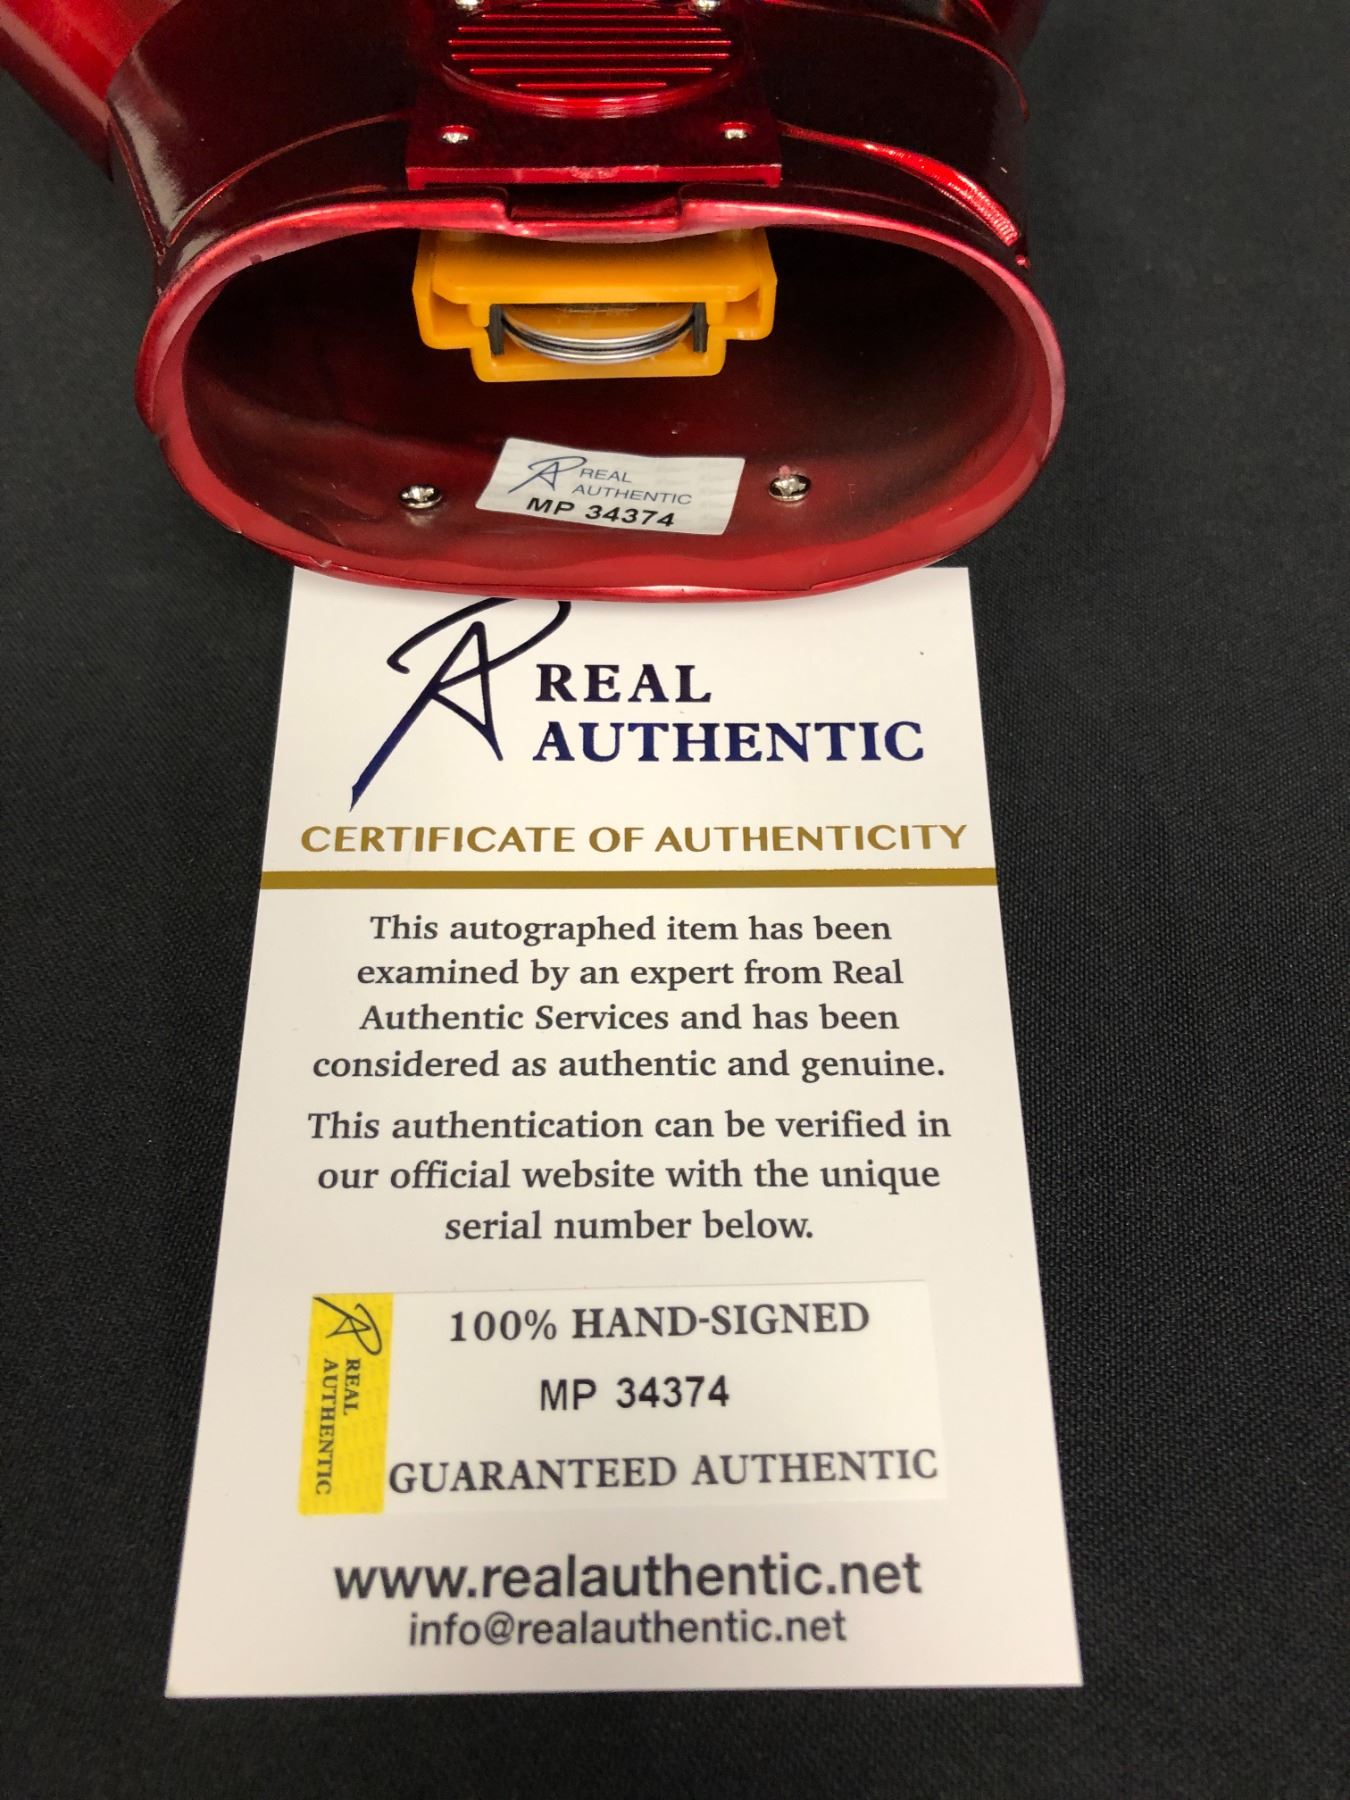 REAL
AUTHENTIC
MP 34374
REAL
AUTHENTIC
CERTIFICATE OF AUTHENTICITY
This autographed item has been
examined by an expert from Real
Authentic Services and has been
considered as authentic and genuine.
This authentication can be verified in
our official website with the unique
serial number below.
REAL
AUTHENTIC
100% HAND-SIGNED
MP 34374
GUARANTEED AUTHENTIC
www.realauthentic.net
info@realauthentic.net